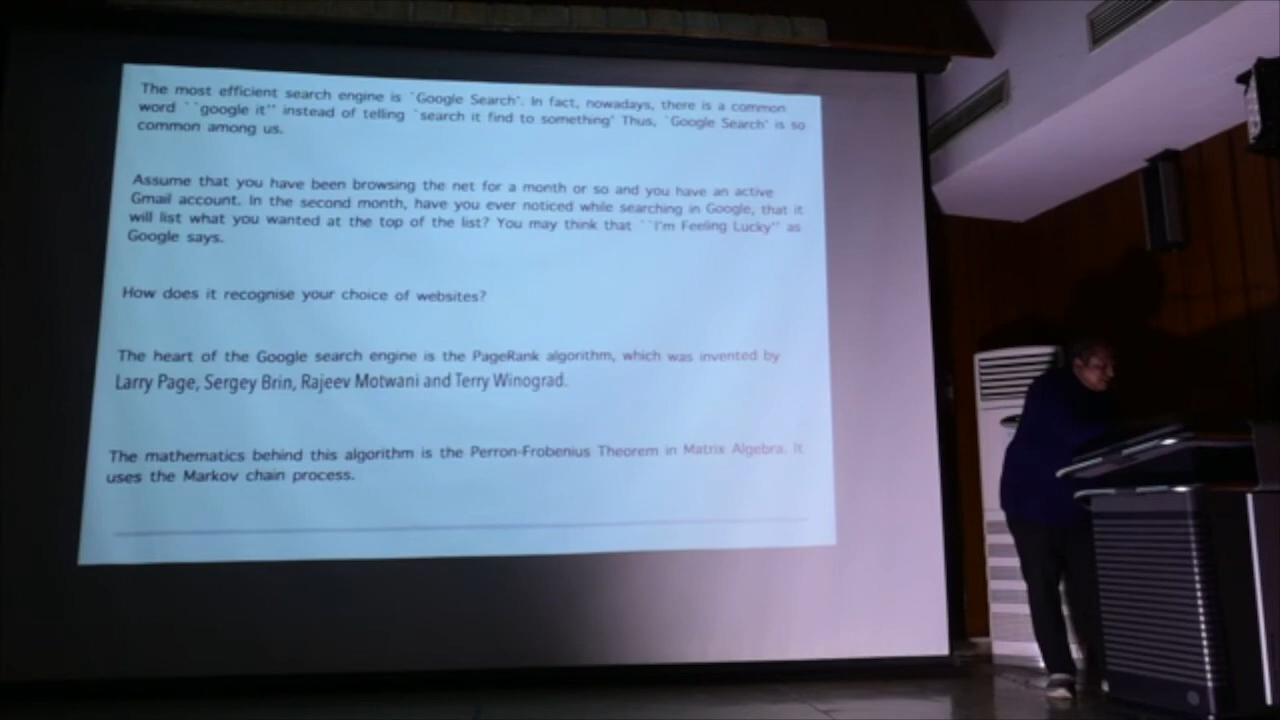 The most efficient search engine is `Google Search'. In fact, nowadays, there is a common
word ``google it'' instead of telling `search it find to something' Thus, `Google Search' is so
common among us.
Assume that you have been browsing the net for a month or so and you have an active
Gmail account. In the second month, have you ever noticed while searching in Google, that it
will list what you wanted at the top of the list? You may think that ``I'm Feeling Lucky'' as
Google says.
How does it recognise your choice of websites?
The heart of the Google search engine is the PageRank algorithm, which was invented by
Larry Page, Sergey Brin, Rajeev Motwani and Terry Winograd.
The mathematics behind this algorithm is the Perron-Frobenius Theorem in Matrix Algebra. It
uses the Markov chain process.